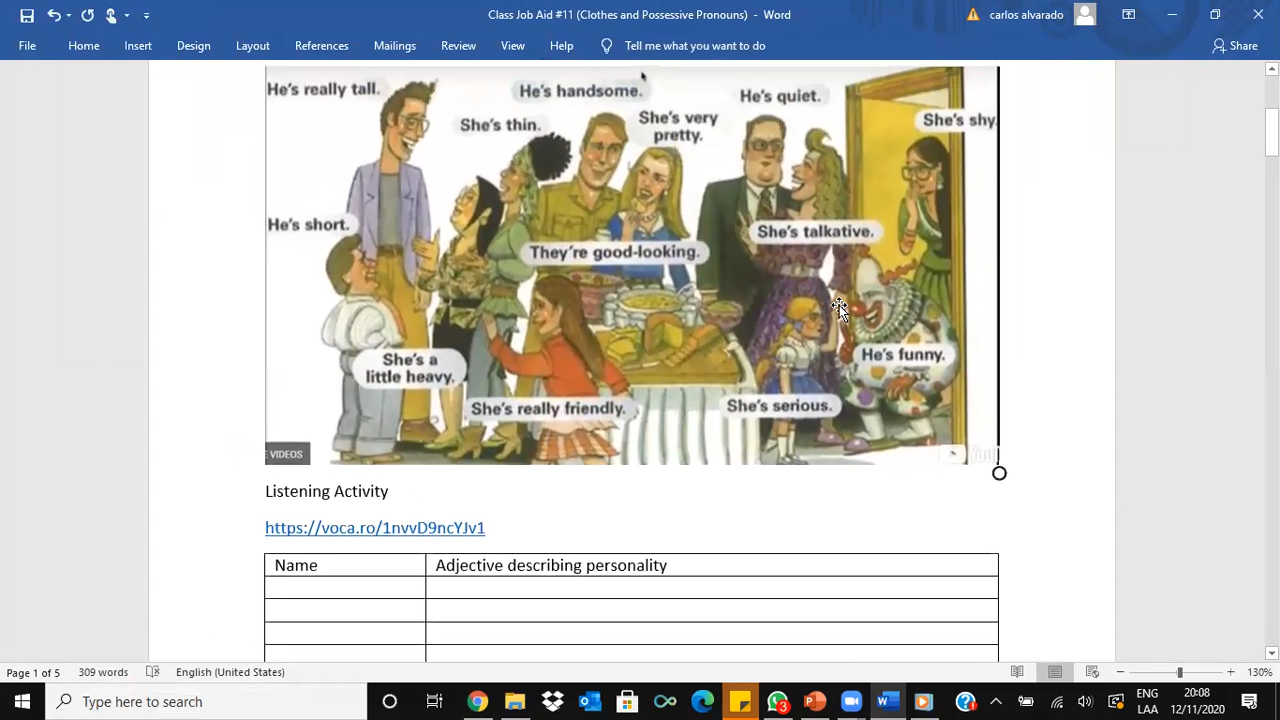 Class Job Aid #11 (Clothes and Possessive Pronouns) - Word
carlos alvarado
File Home Insert Design Layout References Mailings Review View Help Tell me what you want to do Share
He's really tall.
He's handsome.
He's quiet.
She's thin.
She's very
pretty.
She's shy.
He's short.
They're good-looking.
She's talkative.
She's a
little heavy.
He's funny.
She's really friendly.
She's serious.
E VIDEOS
Listening Activity
https://voca.ro/1nvvD9ncYJv1
Name Adjective describing personality
Page 1 of 5 309 words English (United States) 130%
Type here to search
3
ENG
LAA
20:08
12/11/2020